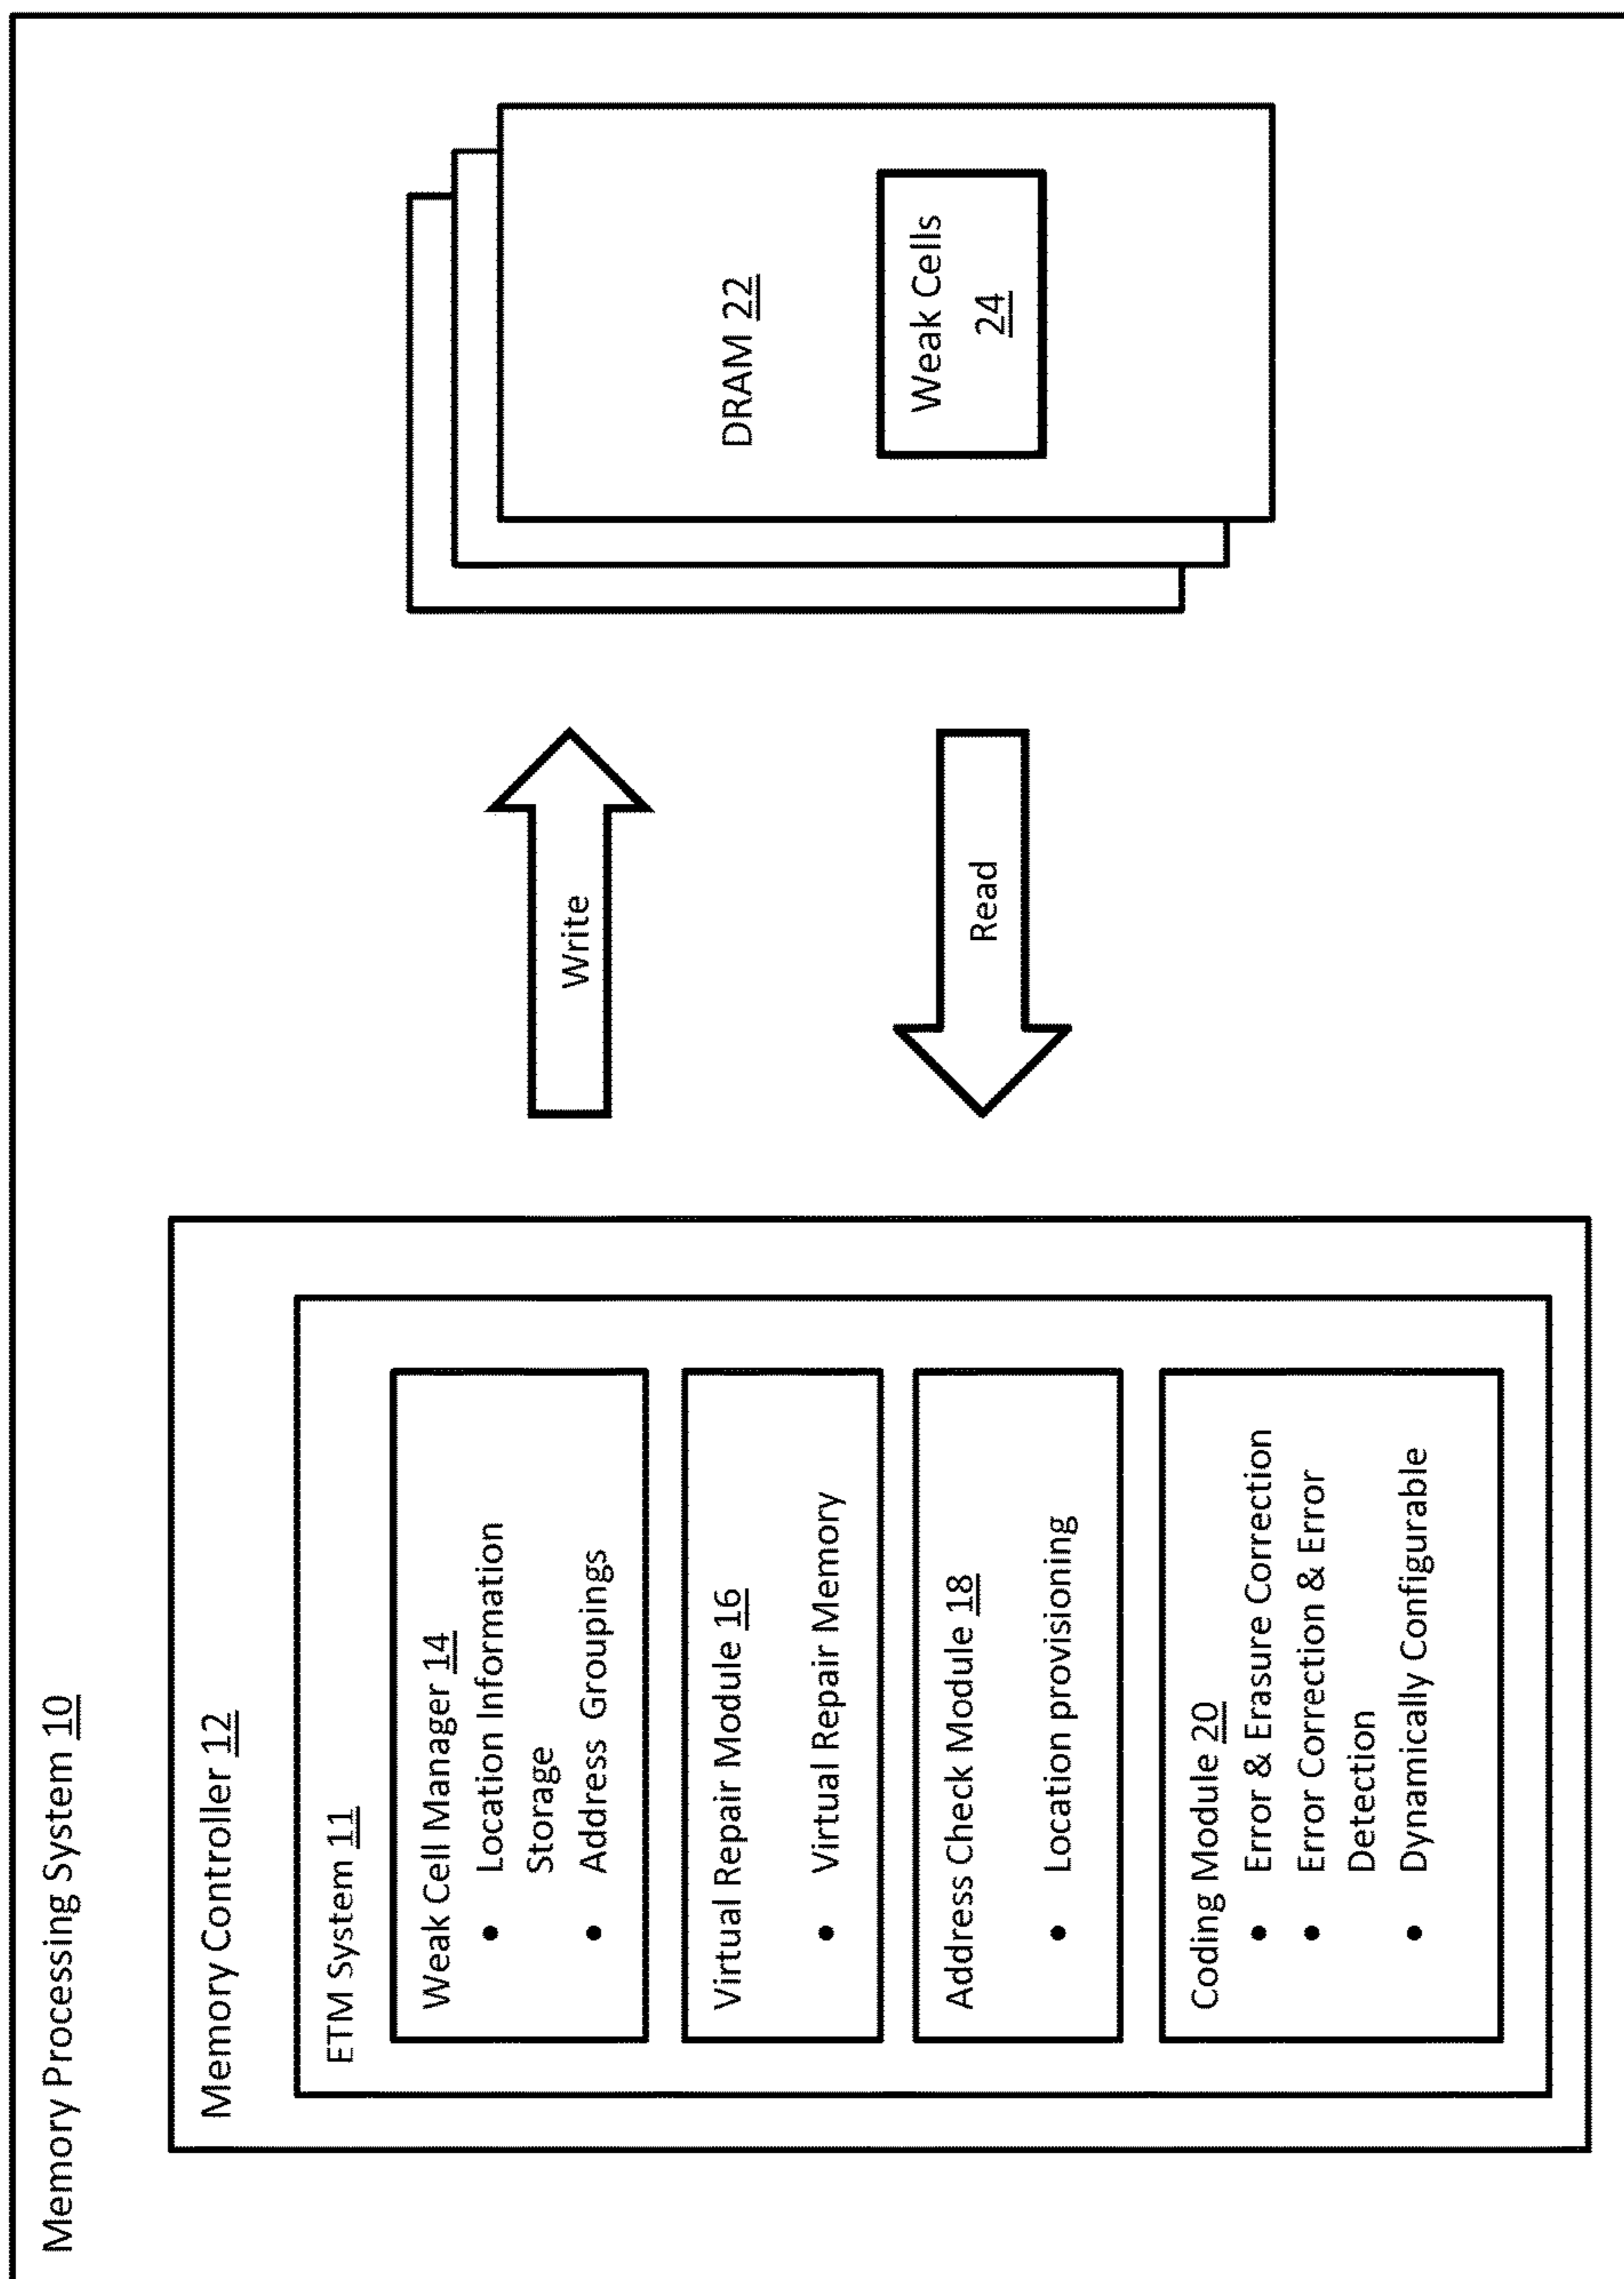 Memory Processing System 10
Memory Controller 12
ETM System 11
Weak Cell Manager 14
• Location Information
Storage
• Address Groupings
Virtual Repair Module 16
• Virtual Repair Memory
Address Check Module 18
• Location provisioning
Coding Module 20
• Error & Erasure Correction
• Error Correction & Error
Detection
• Dynamically Configurable
Write
Read
DRAM 22
Weak Cells
24